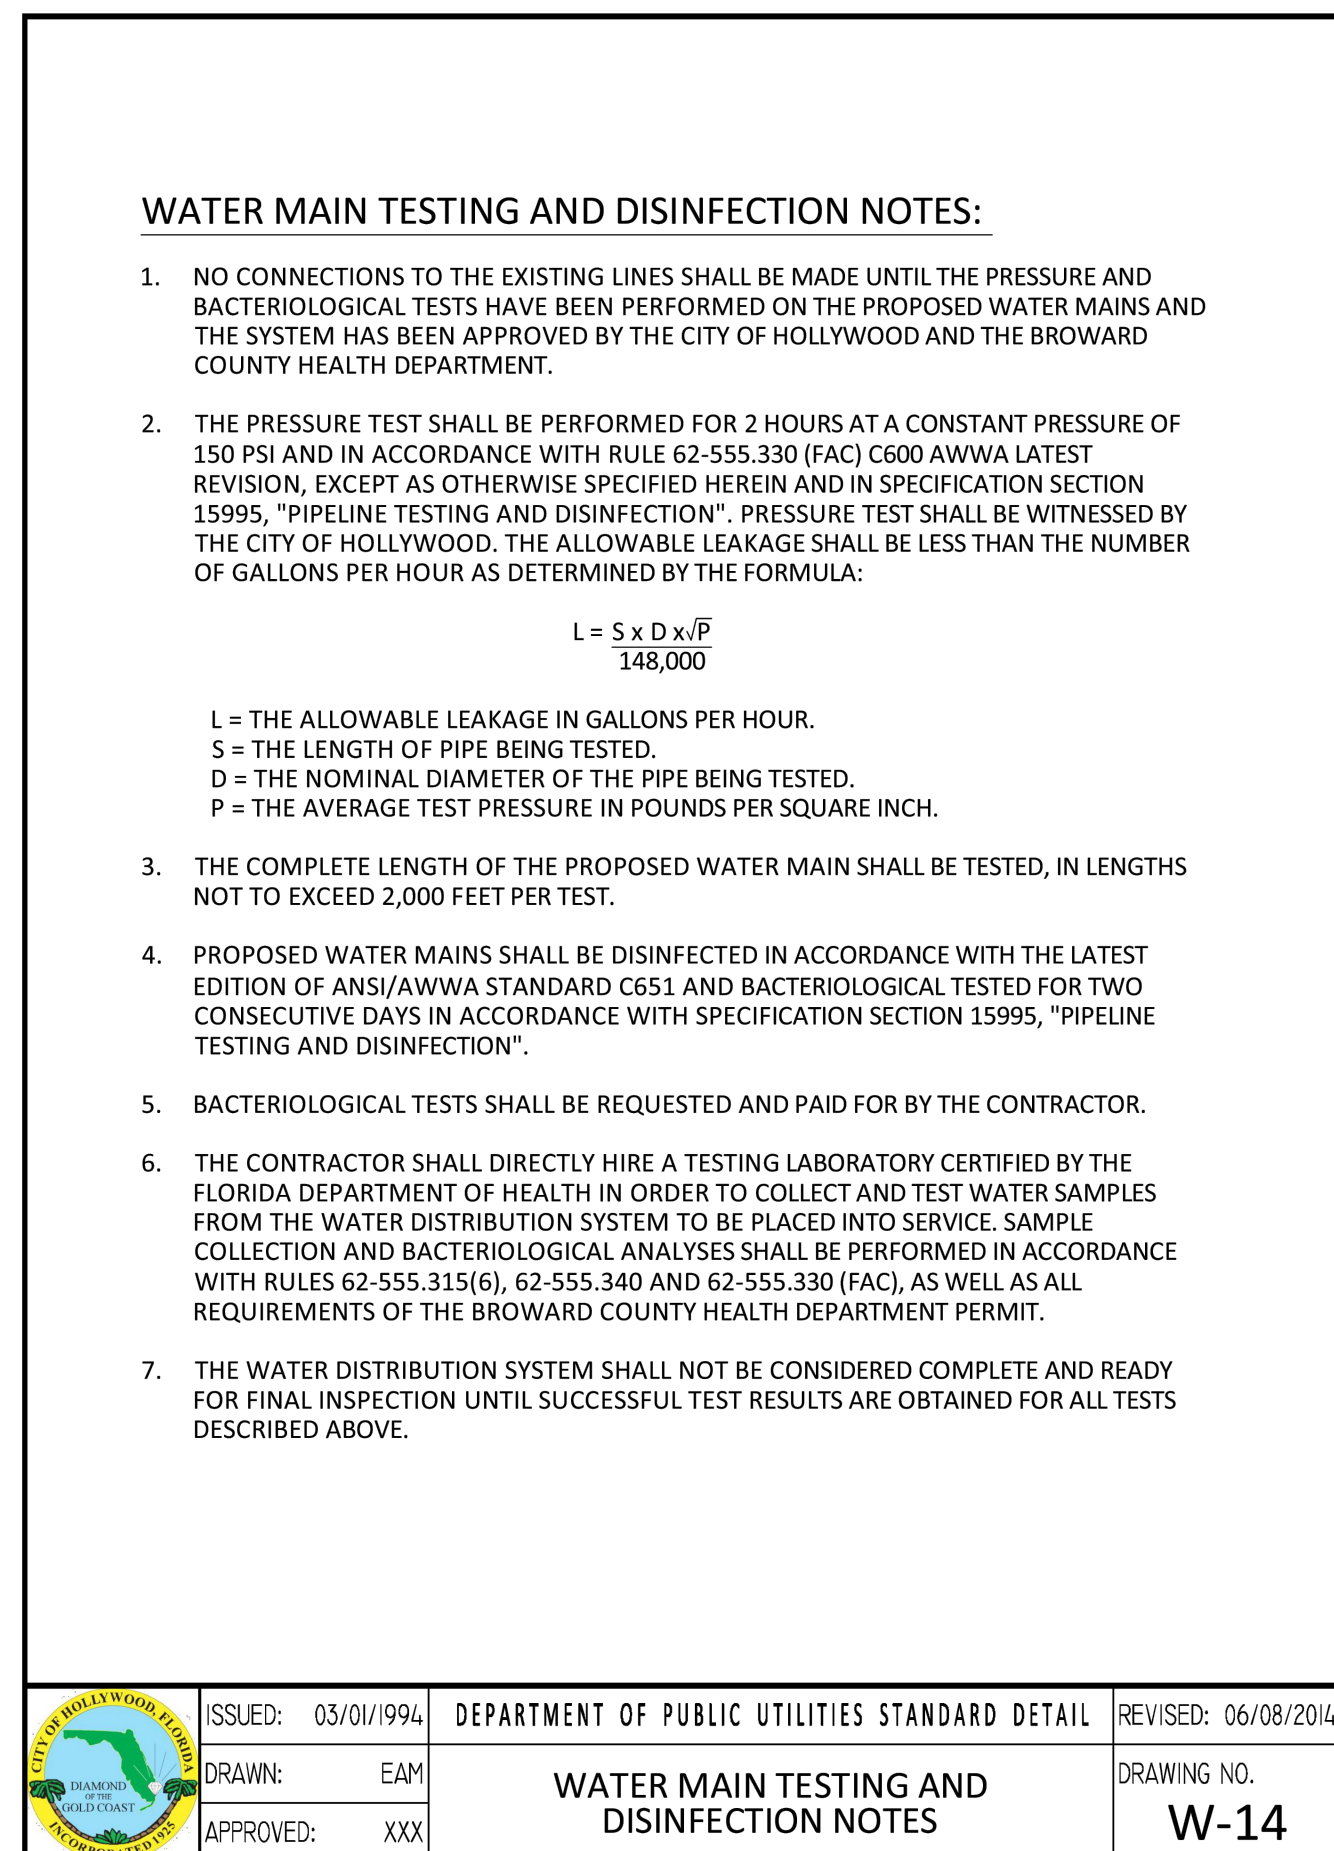 WATER MAIN TESTING AND DISINFECTION NOTES:
1. NO CONNECTIONS TO THE EXISTING LINES SHALL BE MADE UNTIL THE PRESSURE AND
BACTERIOLOGICAL TESTS HAVE BEEN PERFORMED ON THE PROPOSED WATER MAINS AND
THE SYSTEM HAS BEEN APPROVED BY THE CITY OF HOLLYWOOD AND THE BROWARD
COUNTY HEALTH DEPARTMENT.
2. THE PRESSURE TEST SHALL BE PERFORMED FOR 2 HOURS AT A CONSTANT PRESSURE OF
150 PSI AND IN ACCORDANCE WITH RULE 62-555.330 (FAC) C600 AWWA LATEST
REVISION, EXCEPT AS OTHERWISE SPECIFIED HEREIN AND IN SPECIFICATION SECTION
15995, "PIPELINE TESTING AND DISINFECTION". PRESSURE TEST SHALL BE WITNESSED BY
THE CITY OF HOLLYWOOD. THE ALLOWABLE LEAKAGE SHALL BE LESS THAN THE NUMBER
OF GALLONS PER HOUR AS DETERMINED BY THE FORMULA:
L = S x D x√P
148,000
L = THE ALLOWABLE LEAKAGE IN GALLONS PER HOUR.
S = THE LENGTH OF PIPE BEING TESTED.
D = THE NOMINAL DIAMETER OF THE PIPE BEING TESTED.
P = THE AVERAGE TEST PRESSURE IN POUNDS PER SQUARE INCH.
3. THE COMPLETE LENGTH OF THE PROPOSED WATER MAIN SHALL BE TESTED, IN LENGTHS
NOT TO EXCEED 2,000 FEET PER TEST.
4. PROPOSED WATER MAINS SHALL BE DISINFECTED IN ACCORDANCE WITH THE LATEST
EDITION OF ANSI/AWWA STANDARD C651 AND BACTERIOLOGICAL TESTED FOR TWO
CONSECUTIVE DAYS IN ACCORDANCE WITH SPECIFICATION SECTION 15995, "PIPELINE
TESTING AND DISINFECTION".
5. BACTERIOLOGICAL TESTS SHALL BE REQUESTED AND PAID FOR BY THE CONTRACTOR.
6. THE CONTRACTOR SHALL DIRECTLY HIRE A TESTING LABORATORY CERTIFIED BY THE
FLORIDA DEPARTMENT OF HEALTH IN ORDER TO COLLECT AND TEST WATER SAMPLES
FROM THE WATER DISTRIBUTION SYSTEM TO BE PLACED INTO SERVICE. SAMPLE
COLLECTION AND BACTERIOLOGICAL ANALYSES SHALL BE PERFORMED IN ACCORDANCE
WITH RULES 62-555.315(6), 62-555.340 AND 62-555.330 (FAC), AS WELL AS ALL
REQUIREMENTS OF THE BROWARD COUNTY HEALTH DEPARTMENT PERMIT.
7. THE WATER DISTRIBUTION SYSTEM SHALL NOT BE CONSIDERED COMPLETE AND READY
FOR FINAL INSPECTION UNTIL SUCCESSFUL TEST RESULTS ARE OBTAINED FOR ALL TESTS
DESCRIBED ABOVE.
CITY OF HOLLYWOOD, FLORIDA
DIAMOND
OF THE
GOLD COAST
INCORPORATED 1925
ISSUED: 03/01/1994
DRAWN: EAM
APPROVED: XXX
DEPARTMENT OF PUBLIC UTILITIES STANDARD DETAIL
WATER MAIN TESTING AND
DISINFECTION NOTES
REVISED: 06/08/2014
DRAWING NO.
W-14